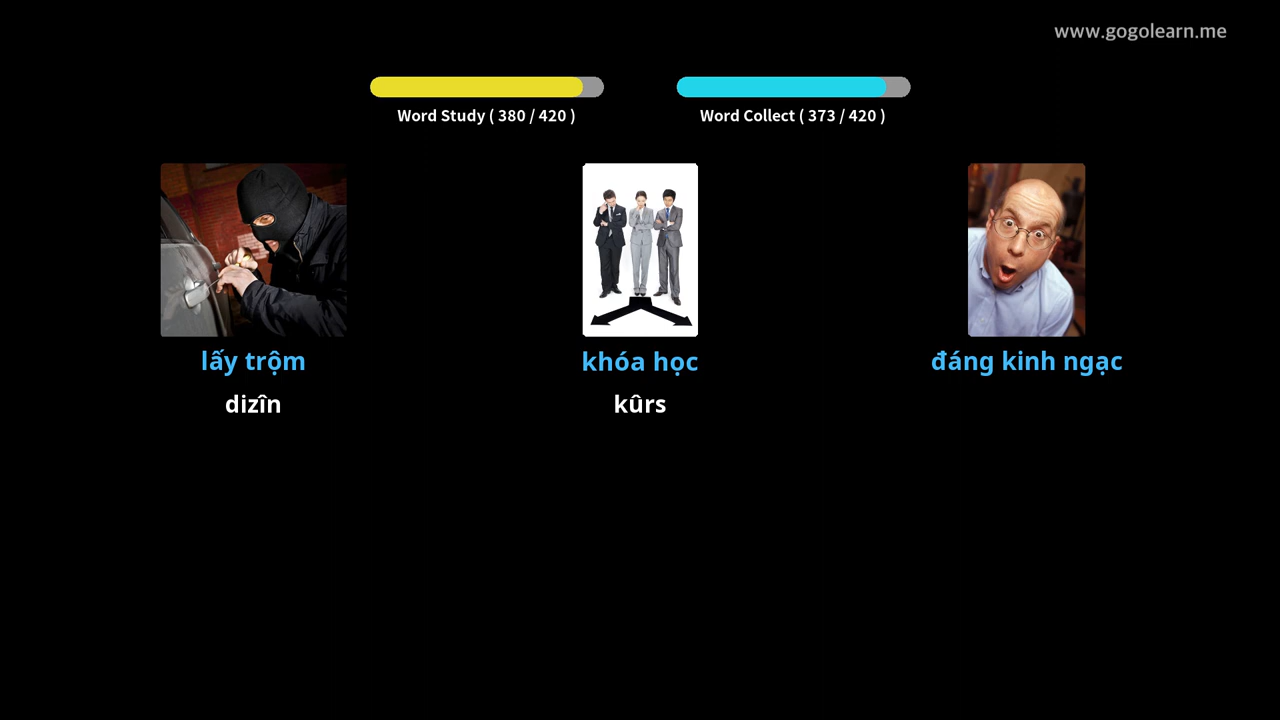 www.gogolearn.me
Word Study ( 380 / 420 )
Word Collect ( 373 / 420 )
lấy trộm
khóa học
đáng kinh ngạc
dizîn
kûrs